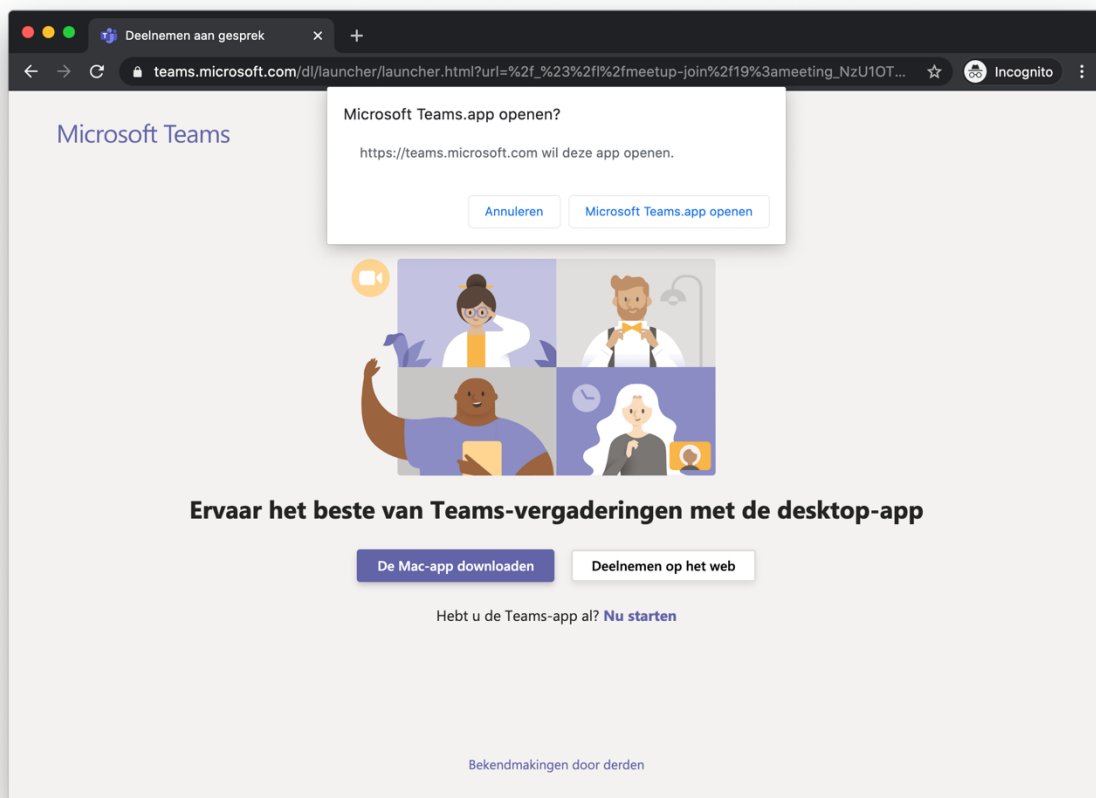 Deelnemen aan gesprek
teams.microsoft.com/dl/launcher/launcher.html?url=%2f_%23%2fl%2fmeetup-join%2f19%3ameeting_NzU1OT...
Incognito
Microsoft Teams
Microsoft Teams.app openen?
https://teams.microsoft.com wil deze app openen.
Annuleren
Microsoft Teams.app openen
Ervaar het beste van Teams-vergaderingen met de desktop-app
De Mac-app downloaden
Deelnemen op het web
Hebt u de Teams-app al? Nu starten
Bekendmakingen door derden